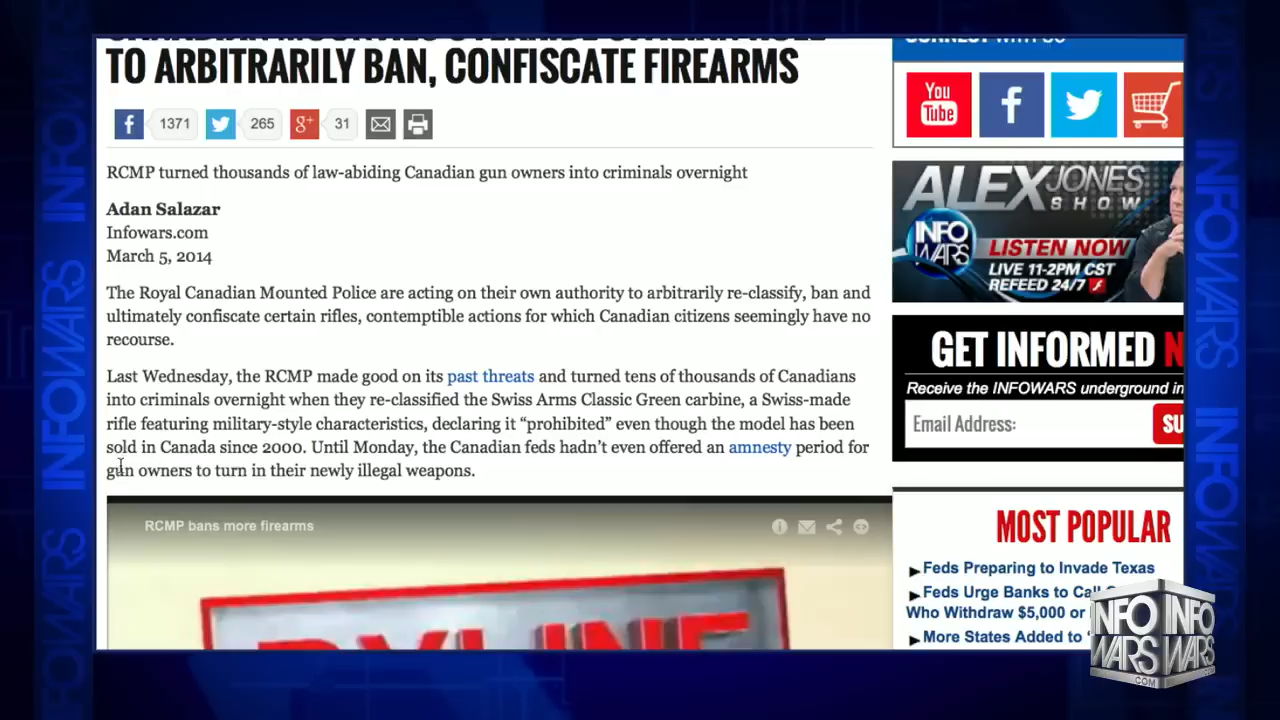 TO ARBITRARILY BAN, CONFISCATE FIREARMS
1371
265
31
RCMP turned thousands of law-abiding Canadian gun owners into criminals overnight
Adan Salazar
Infowars.com
March 5, 2014
The Royal Canadian Mounted Police are acting on their own authority to arbitrarily re-classify, ban and
ultimately confiscate certain rifles, contemptible actions for which Canadian citizens seemingly have no
recourse.
Last Wednesday, the RCMP made good on its past threats and turned tens of thousands of Canadians
into criminals overnight when they re-classified the Swiss Arms Classic Green carbine, a Swiss-made
rifle featuring military-style characteristics, declaring it “prohibited” even though the model has been
sold in Canada since 2000. Until Monday, the Canadian feds hadn’t even offered an amnesty period for
gun owners to turn in their newly illegal weapons.
RCMP bans more firearms
BYLINE
You
Tube
ALEX JONES
SHOW
INFO
WARS
LISTEN NOW
LIVE 11-2PM CST
REFEED 24/7
GET INFORMED N
Receive the INFOWARS underground in
Email Address:
SU
MOST POPULAR
Feds Preparing to Invade Texas
Feds Urge Banks to Call
Who Withdraw $5,000 or
More States Added to
INFO INFO
WARS WARS
.COM
INFOWARS
INFOWARS